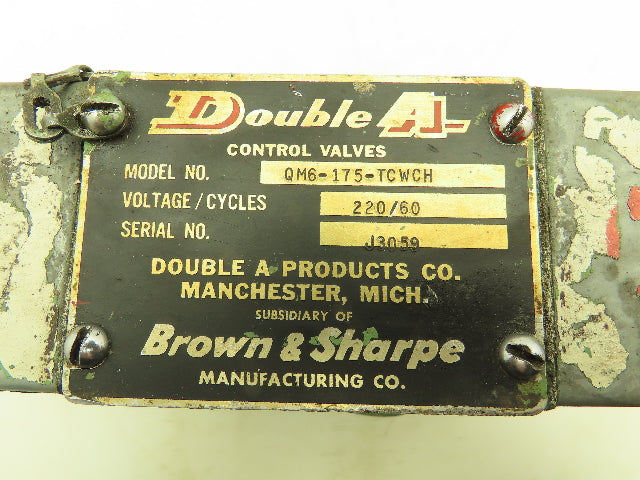 Double A
CONTROL VALVES
MODEL NO. QM6-175-TCWCH
VOLTAGE/CYCLES 220/60
SERIAL NO. J3059
DOUBLE A PRODUCTS CO.
MANCHESTER, MICH.
SUBSIDIARY OF
Brown & Sharpe
MANUFACTURING CO.